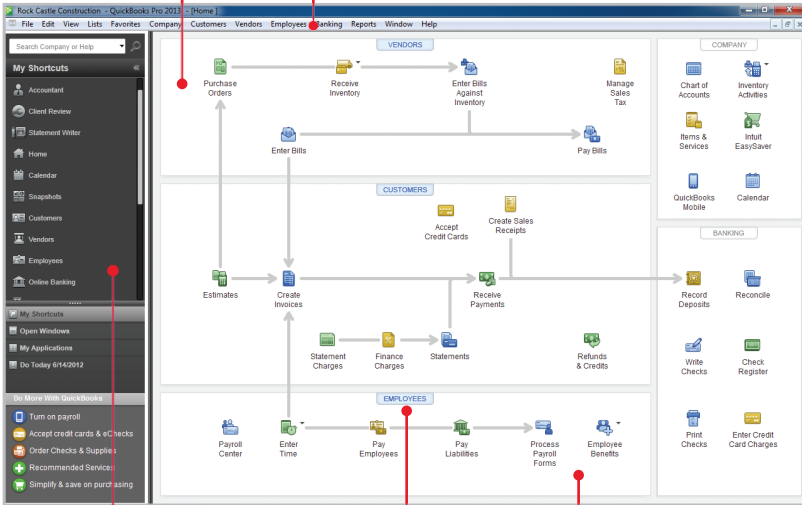 Rock Castle Construction - QuickBooks Pro 2013 - [Home]
File Edit View Lists Favorites Company Customers Vendors Employees Banking Reports Window Help
Search Company or Help
My Shortcuts
Accountant
Client Review
Statement Writer
Home
Calendar
Snapshots
Customers
Vendors
Employees
Online Banking
My Shortcuts
Open Windows
My Applications
Do Today 6/14/2012
Do More With QuickBooks
Turn on payroll
Accept credit cards & eChecks
Order Checks & Supplies
Recommended Services
Simplify & save on purchasing
VENDORS
Purchase
Orders
Receive
Inventory
Enter Bills
Against
Inventory
Manage
Sales
Tax
Enter Bills
Pay Bills
CUSTOMERS
Accept
Credit Cards
Create Sales
Receipts
Estimates
Create
Invoices
Receive
Payments
Statement
Charges
Finance
Charges
Statements
Refunds
& Credits
EMPLOYEES
Payroll
Center
Enter
Time
Pay
Employees
Pay
Liabilities
Process
Payroll
Forms
Employee
Benefits
COMPANY
Chart of
Accounts
Inventory
Activities
Items &
Services
Intuit
EasySaver
QuickBooks
Mobile
Calendar
BANKING
Record
Deposits
Reconcile
Write
Checks
Check
Register
Print
Checks
Enter Credit
Card Charges